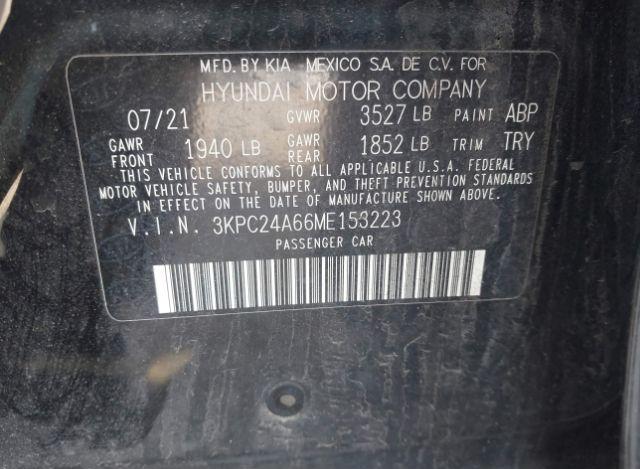 MFD. BY KIA MEXICO S.A. DE C.V. FOR
HYUNDAI MOTOR COMPANY
07/21 GVWR 3527 LB PAINT ABP
GAWR FRONT 1940 LB GAWR REAR 1852 LB TRIM TRY
THIS VEHICLE CONFORMS TO ALL APPLICABLE U.S.A. FEDERAL
MOTOR VEHICLE SAFETY, BUMPER, AND THEFT PREVENTION STANDARDS
IN EFFECT ON THE DATE OF MANUFACTURE SHOWN ABOVE.
V.I.N. 3KPC24A66ME153223
PASSENGER CAR